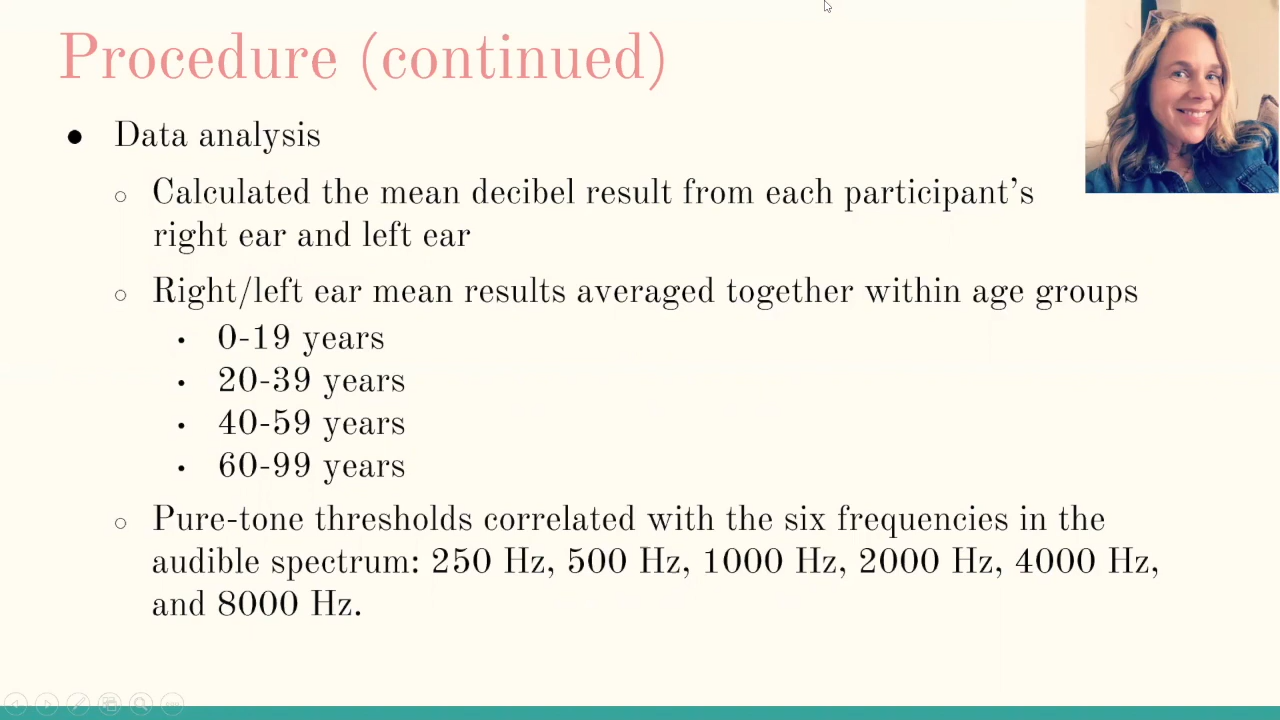 Procedure (continued)
● Data analysis
○ Calculated the mean decibel result from each participant’s
right ear and left ear
○ Right/left ear mean results averaged together within age groups
• 0-19 years
• 20-39 years
• 40-59 years
• 60-99 years
○ Pure-tone thresholds correlated with the six frequencies in the
audible spectrum: 250 Hz, 500 Hz, 1000 Hz, 2000 Hz, 4000 Hz,
and 8000 Hz.